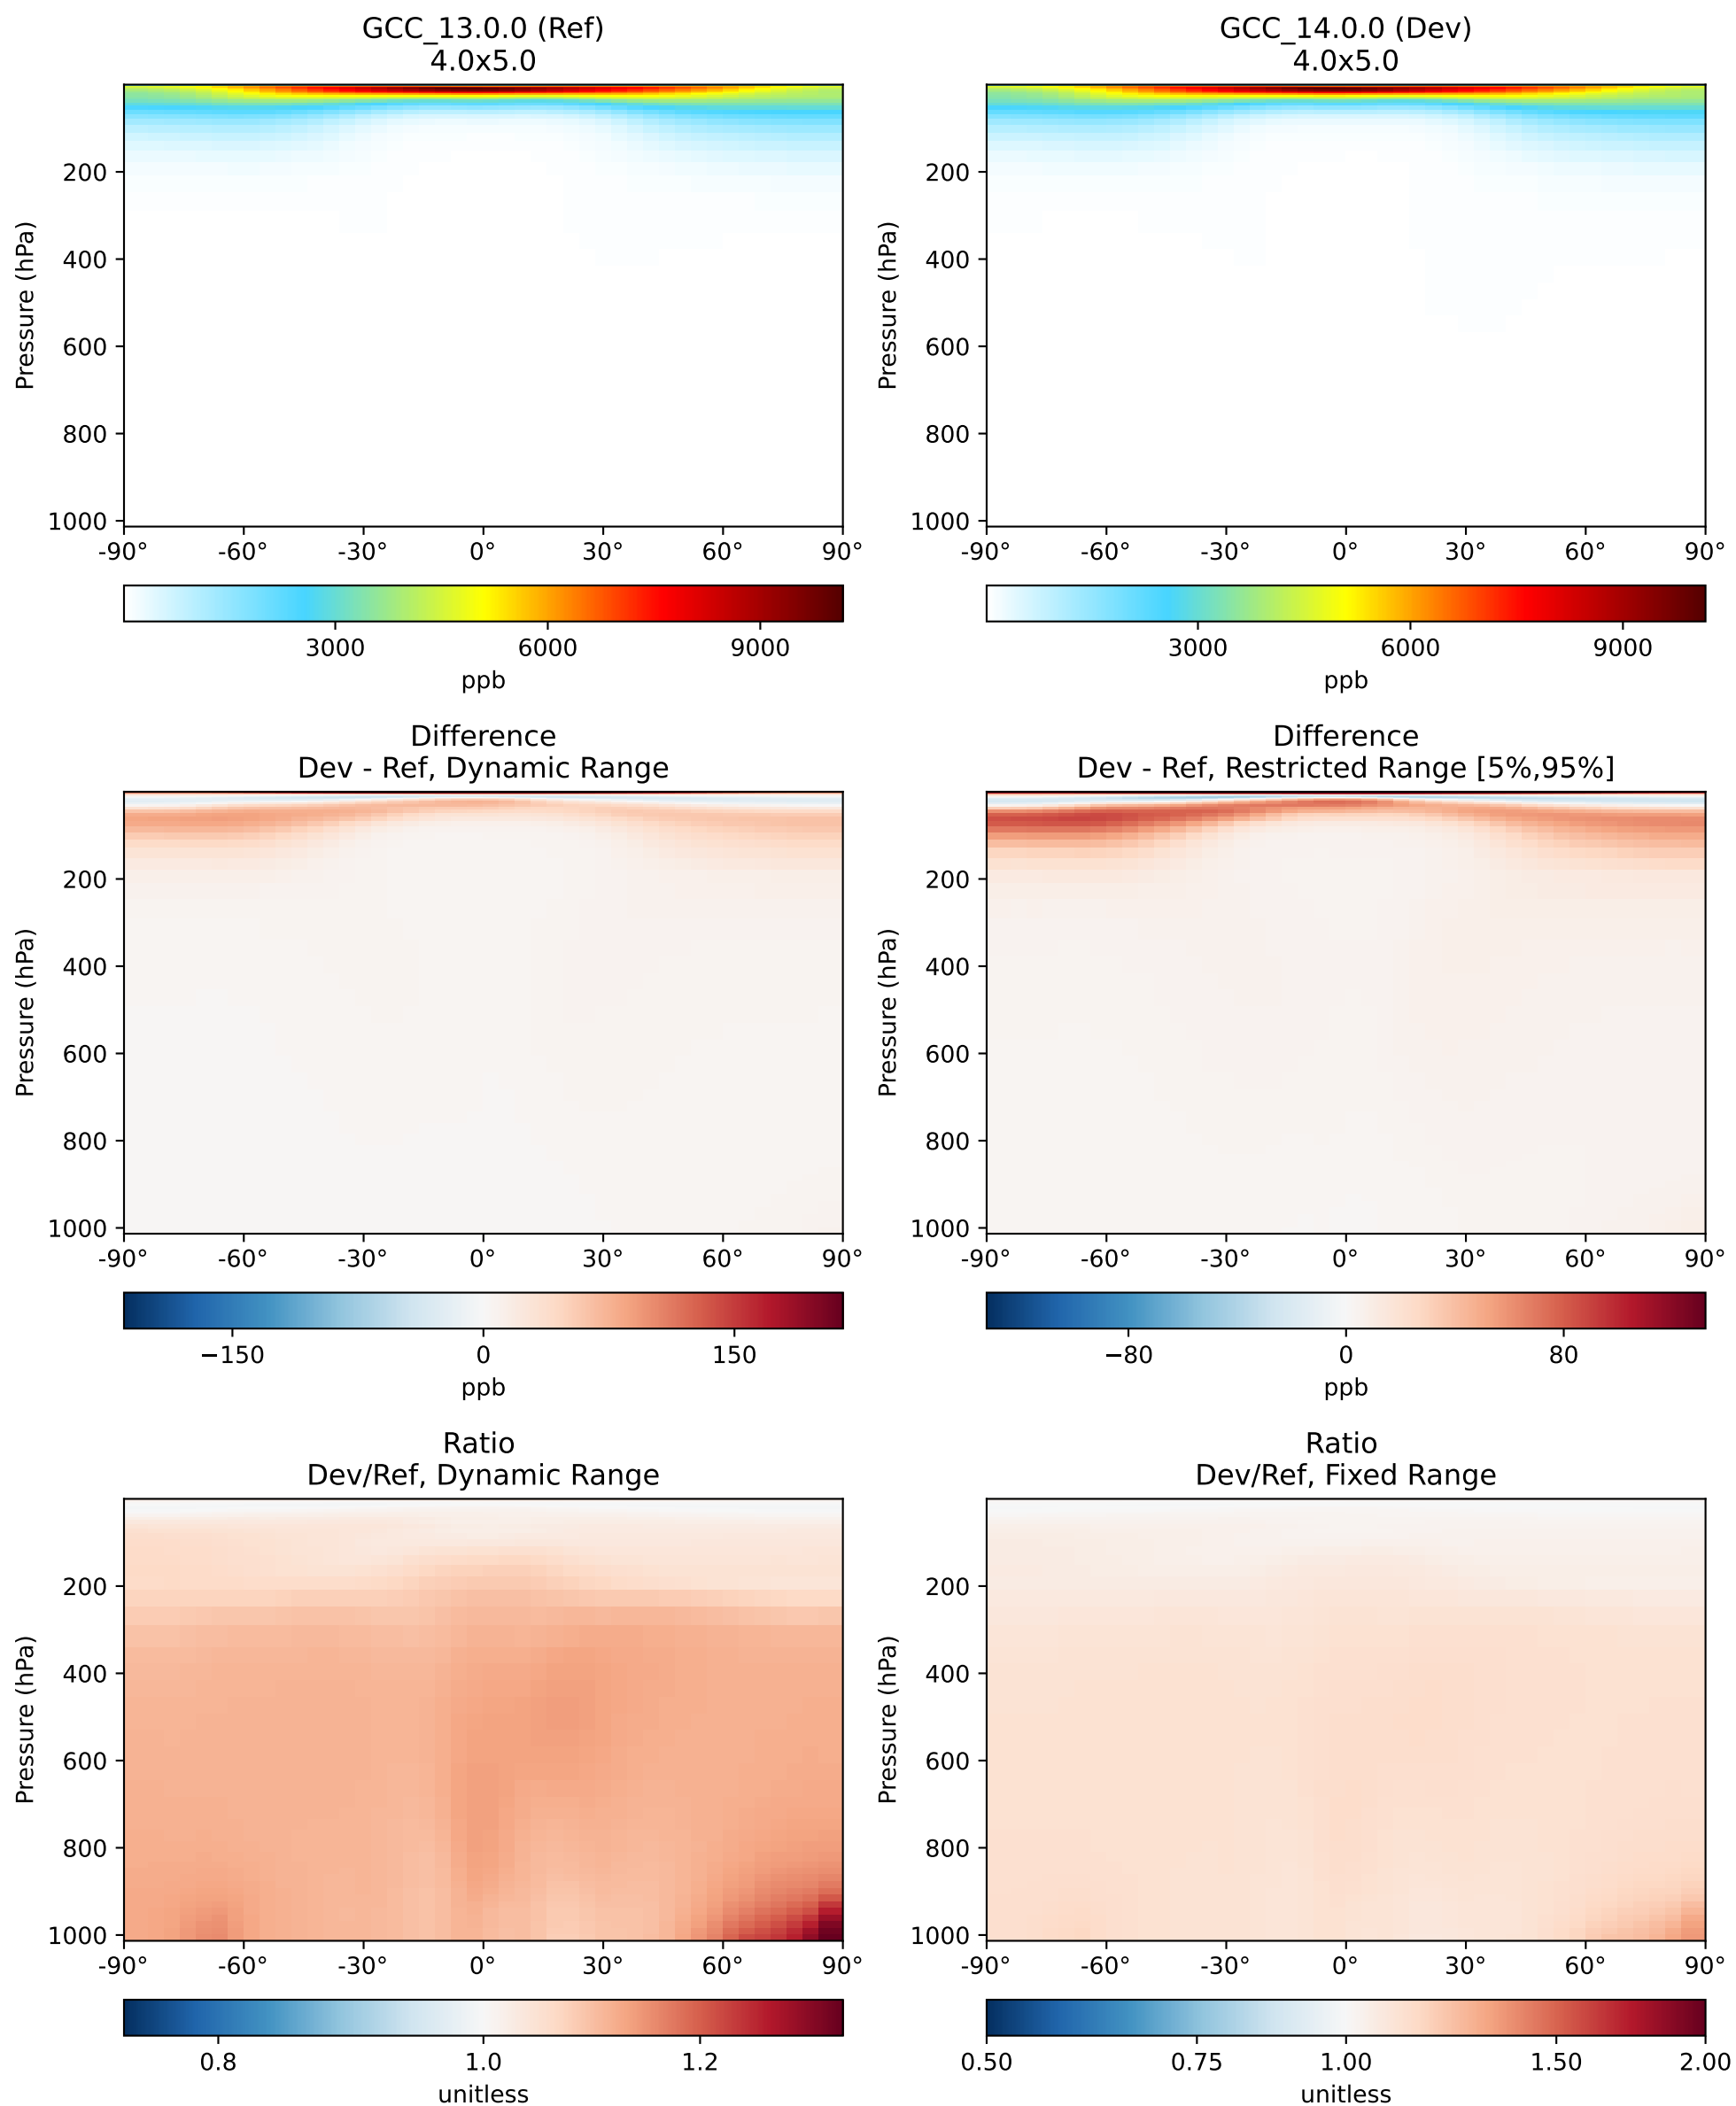 GCC_13.0.0 (Ref)
4.0x5.0
Pressure (hPa)
200
400
600
800
1000
-90° -60° -30° 0° 30° 60° 90°
3000 6000 9000
ppb
GCC_14.0.0 (Dev)
4.0x5.0
Pressure (hPa)
200
400
600
800
1000
-90° -60° -30° 0° 30° 60° 90°
3000 6000 9000
ppb
Difference
Dev - Ref, Dynamic Range
Pressure (hPa)
200
400
600
800
1000
-90° -60° -30° 0° 30° 60° 90°
−150 0 150
ppb
Difference
Dev - Ref, Restricted Range [5%,95%]
Pressure (hPa)
200
400
600
800
1000
-90° -60° -30° 0° 30° 60° 90°
−80 0 80
ppb
Ratio
Dev/Ref, Dynamic Range
Pressure (hPa)
200
400
600
800
1000
-90° -60° -30° 0° 30° 60° 90°
0.8 1.0 1.2
unitless
Ratio
Dev/Ref, Fixed Range
Pressure (hPa)
200
400
600
800
1000
-90° -60° -30° 0° 30° 60° 90°
0.50 0.75 1.00 1.50 2.00
unitless